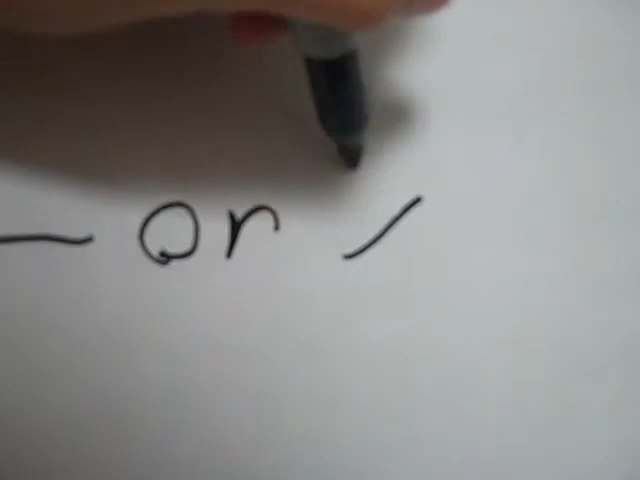 — or /